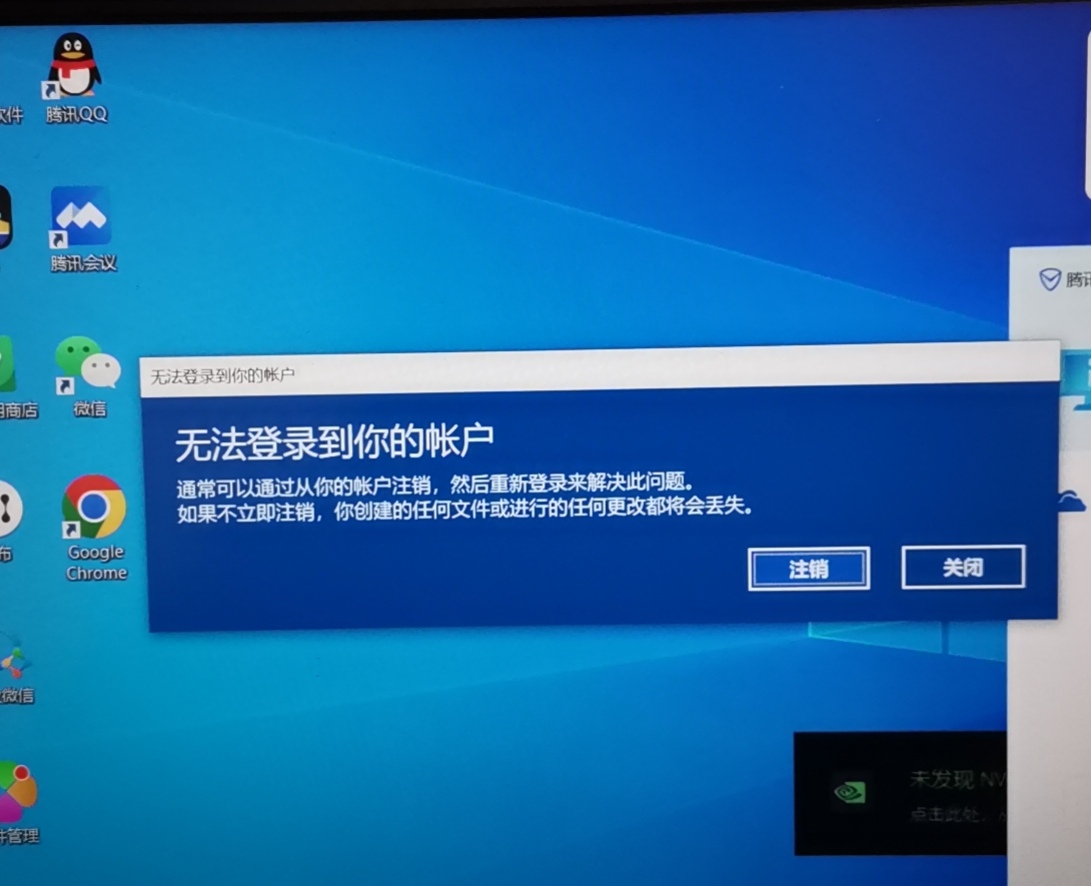 腾讯QQ
软件
腾讯会议
微信
用商店
Google
Chrome
布
微信
件管理
腾讯
无法登录到你的帐户
无法登录到你的帐户
通常可以通过从你的帐户注销，然后重新登录来解决此问题。
如果不立即注销，你创建的任何文件或进行的任何更改都将会丢失。
注销
关闭
未发现 NV
点击此处，